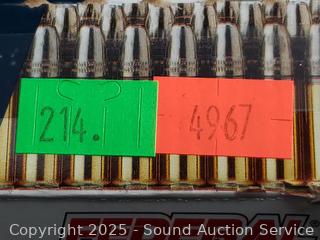 214. 4967
FEDERAL
Copyright 2025 - Sound Auction Service